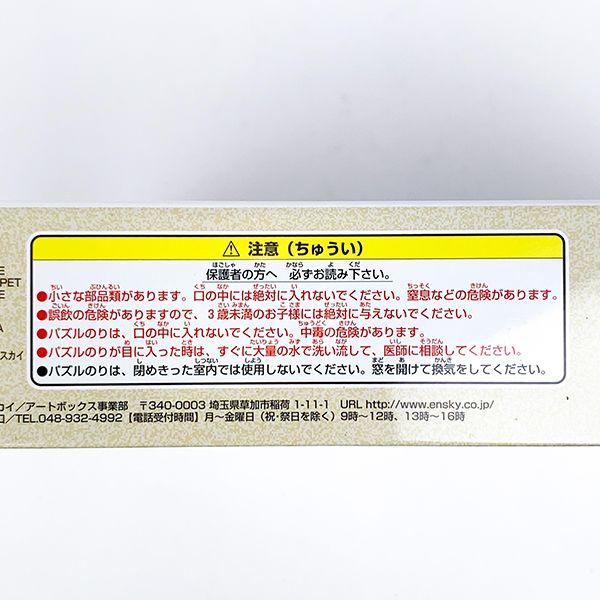 ⚠ 注意(ちゅうい)
保護者の方へ 必ずお読み下さい。
●小さな部品類があります。口の中には絶対に入れないでください。窒息などの危険があります。
●誤飲の危険がありますので、3歳未満のお子様には絶対に与えないでください。
●パズルのりは、口の中に入れないでください。中毒の危険があります。
●パズルのりが目に入った時は、すぐに大量の水で洗い流して、医師に相談してください。
●パズルのりは、閉めきった室内では使用しないでください。窓を開けて換気をしてください。
E
PET
E
A
スカイ
カイ/アートボックス事業部 〒340-0003 埼玉県草加市稲荷 1-11-1 URL http://www.ensky.co.jp/
口/TEL.048-932-4992【電話受付時間】月~金曜日(祝・祭日を除く)9時~12時、13時~16時